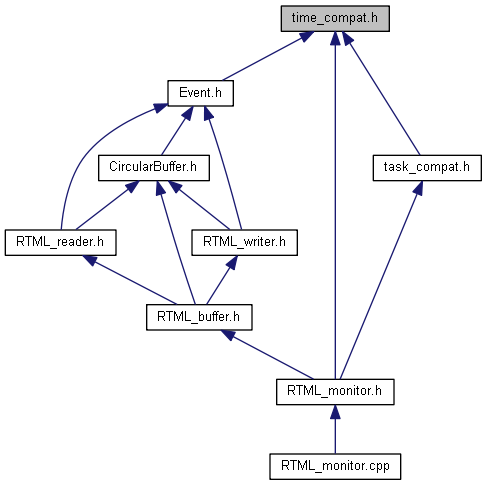 time_compat.h
Event.h
CircularBuffer.h
task_compat.h
RTML_reader.h
RTML_writer.h
RTML_buffer.h
RTML_monitor.h
RTML_monitor.cpp